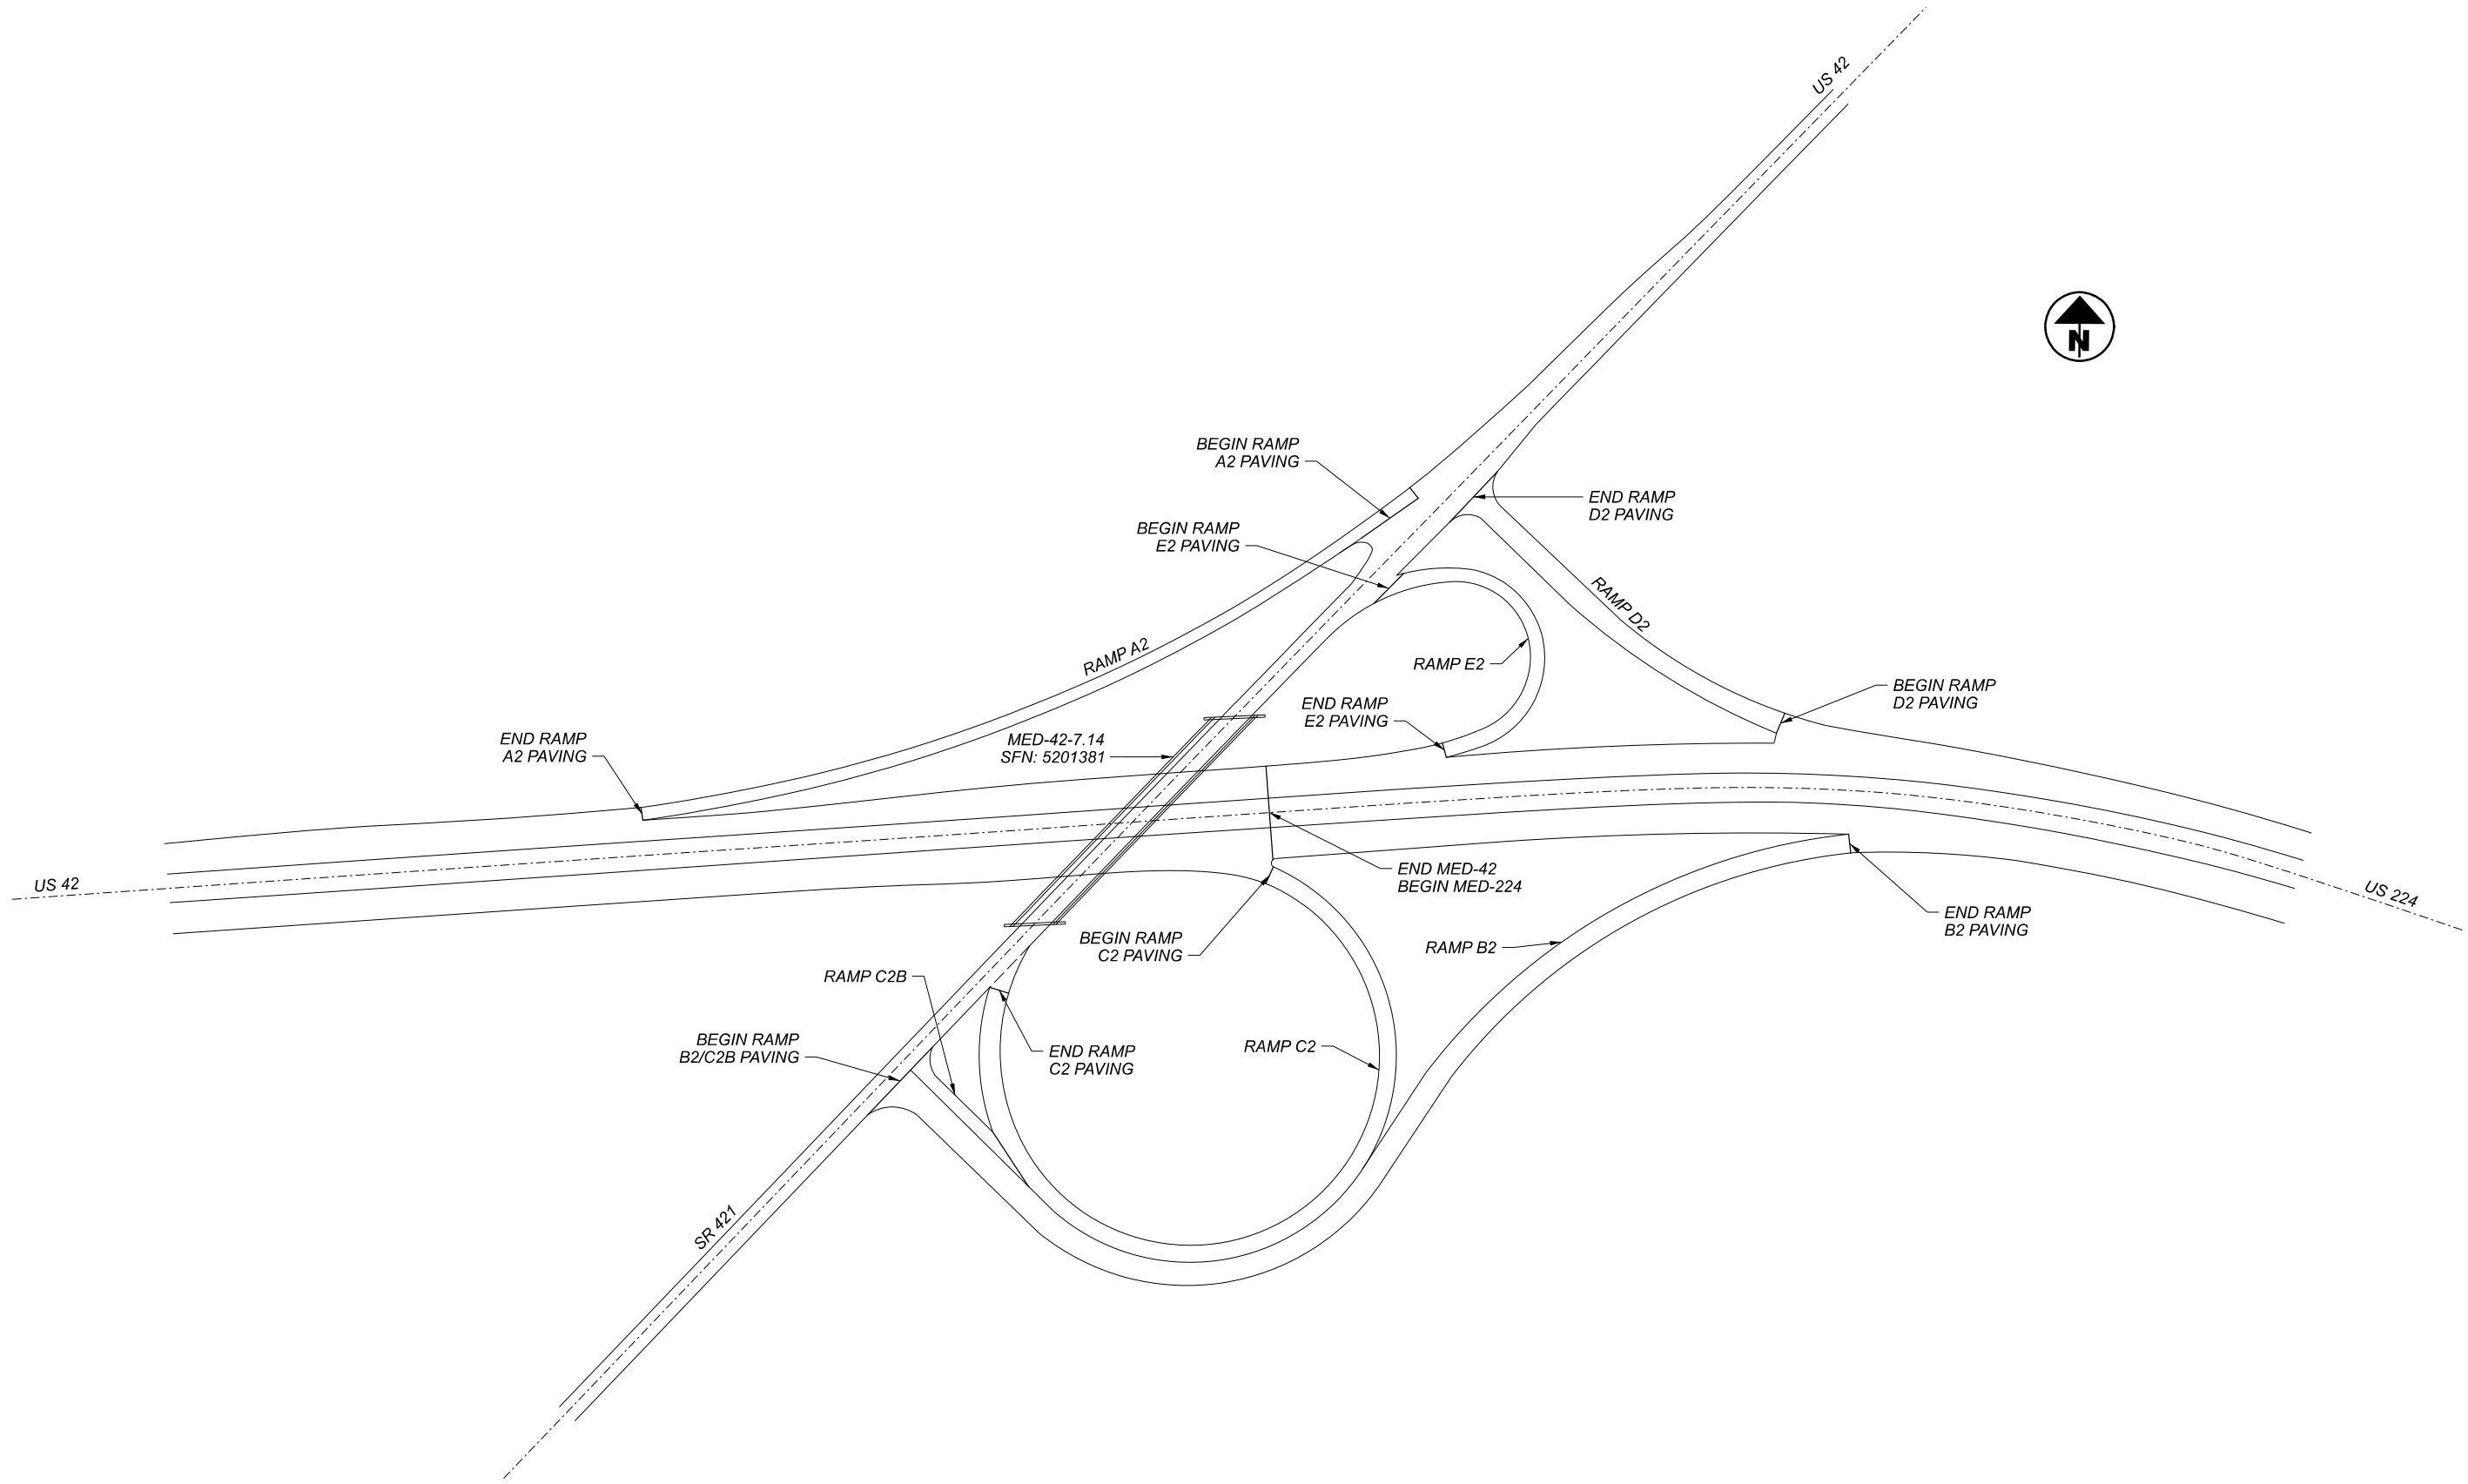 US 42
N
BEGIN RAMP
A2 PAVING
END RAMP
D2 PAVING
BEGIN RAMP
E2 PAVING
RAMP D2
RAMP A2
RAMP E2
BEGIN RAMP
D2 PAVING
END RAMP
E2 PAVING
END RAMP
A2 PAVING
MED-42-7.14
SFN: 5201381
END MED-42
BEGIN MED-224
US 42
US 224
END RAMP
B2 PAVING
BEGIN RAMP
C2 PAVING
RAMP B2
RAMP C2B
BEGIN RAMP
B2/C2B PAVING
END RAMP
C2 PAVING
RAMP C2
SR 421